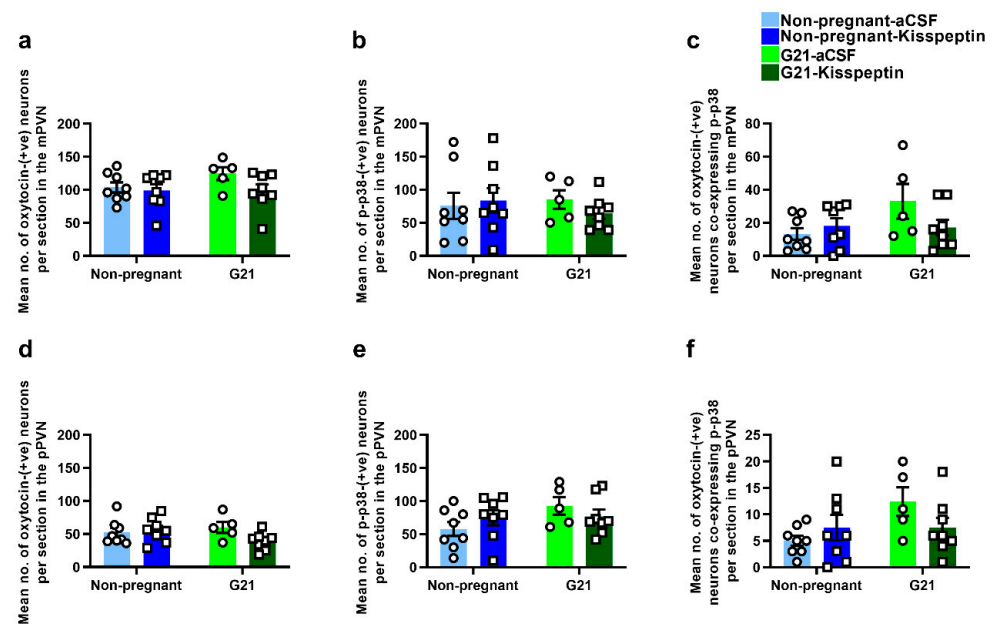 Non-pregnant-aCSF
Non-pregnant-Kisspeptin
G21-aCSF
G21-Kisspeptin
a
Mean no. of oxytocin-(+ve) neurons
per section in the mPVN
200
150
100
50
0
Non-pregnant
G21
b
Mean no. of p-p38-(+ve) neurons
per section in the mPVN
200
150
100
50
0
Non-pregnant
G21
c
Mean no. of oxytocin-(+ve)
neurons co-expressing p-p38
per section in the mPVN
80
60
40
20
0
Non-pregnant
G21
d
Mean no. of oxytocin-(+ve) neurons
per section in the pPVN
200
150
100
50
0
Non-pregnant
G21
e
Mean no. of p-p38-(+ve) neurons
per section in the pPVN
200
150
100
50
0
Non-pregnant
G21
f
Mean no. of oxytocin-(+ve)
neurons co-expressing p-p38
per section in the pPVN
25
20
15
10
5
0
Non-pregnant
G21